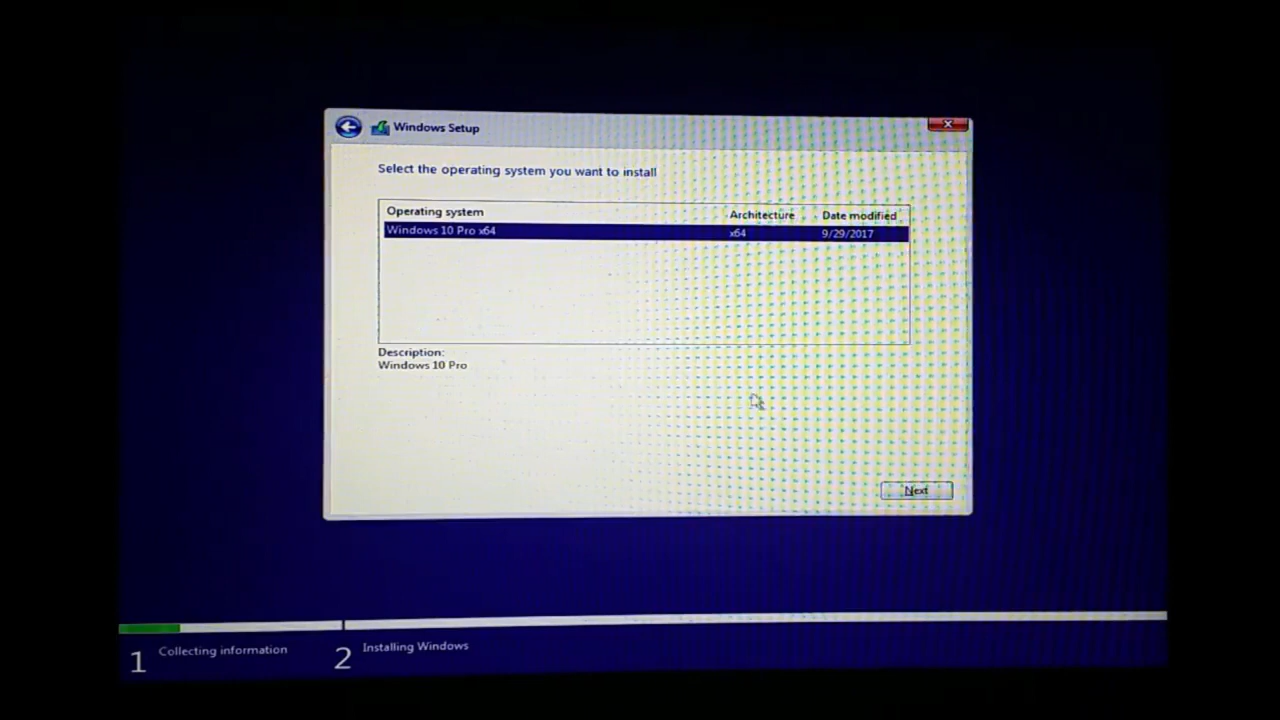 Windows Setup
Select the operating system you want to install
Operating system Architecture Date modified
Windows 10 Pro x64 x64 9/29/2017
Description:
Windows 10 Pro
Next
1 Collecting information 2 Installing Windows